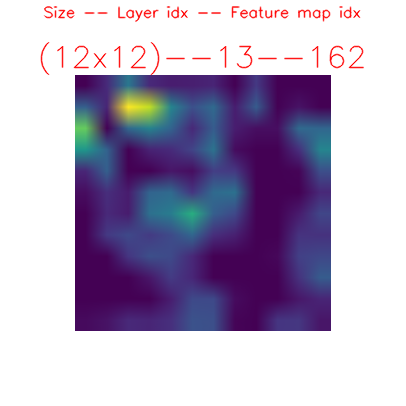 Size -- Layer idx -- Feature map idx
(12x12)--13--162